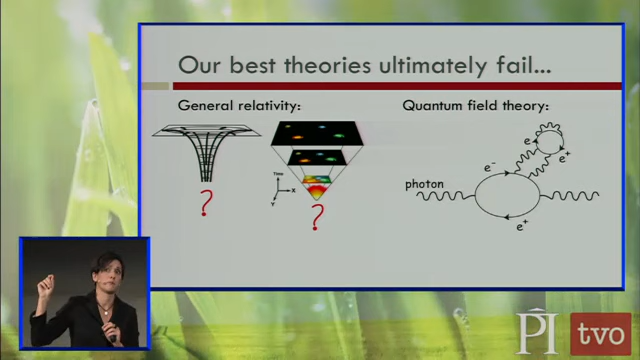 Our best theories ultimately fail...
General relativity:
Quantum field theory:
?
Time
X
Y
?
photon
e⁻
e⁺
e
e⁺
PI
tvo